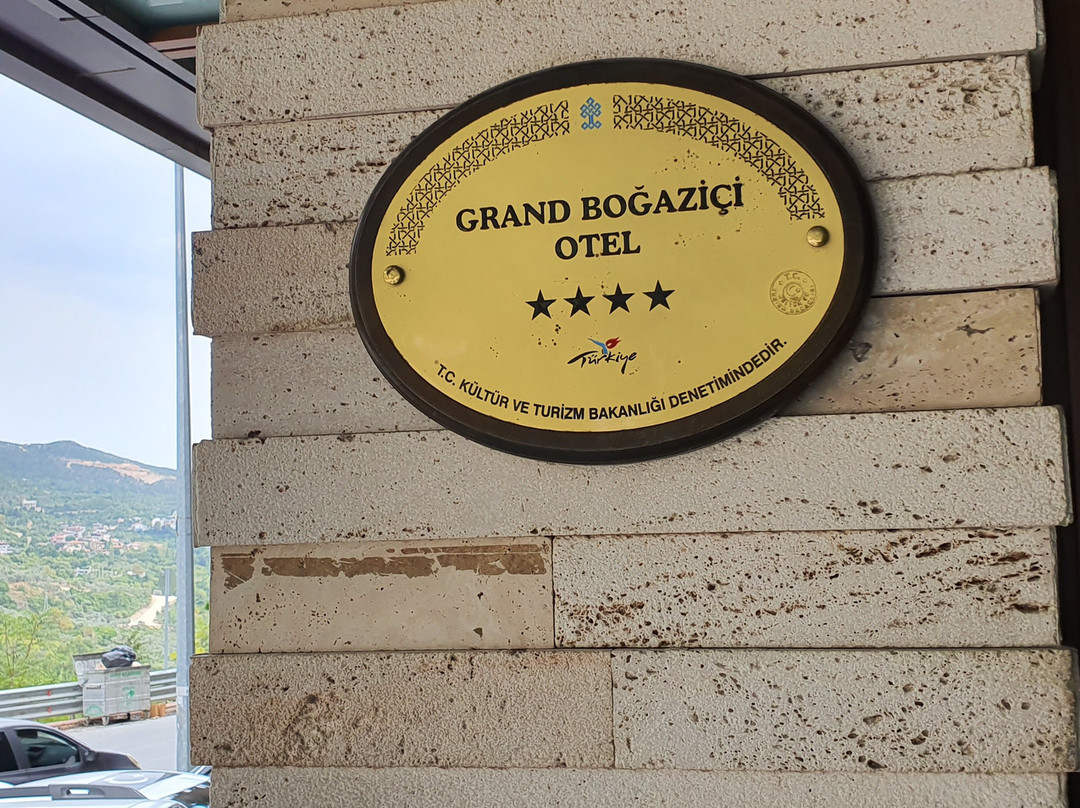 GRAND BOĞAZİÇİ
OTEL
Türkiye
T.C. KÜLTÜR VE TURİZM BAKANLIĞI DENETİMİNDEDİR.
T.C.